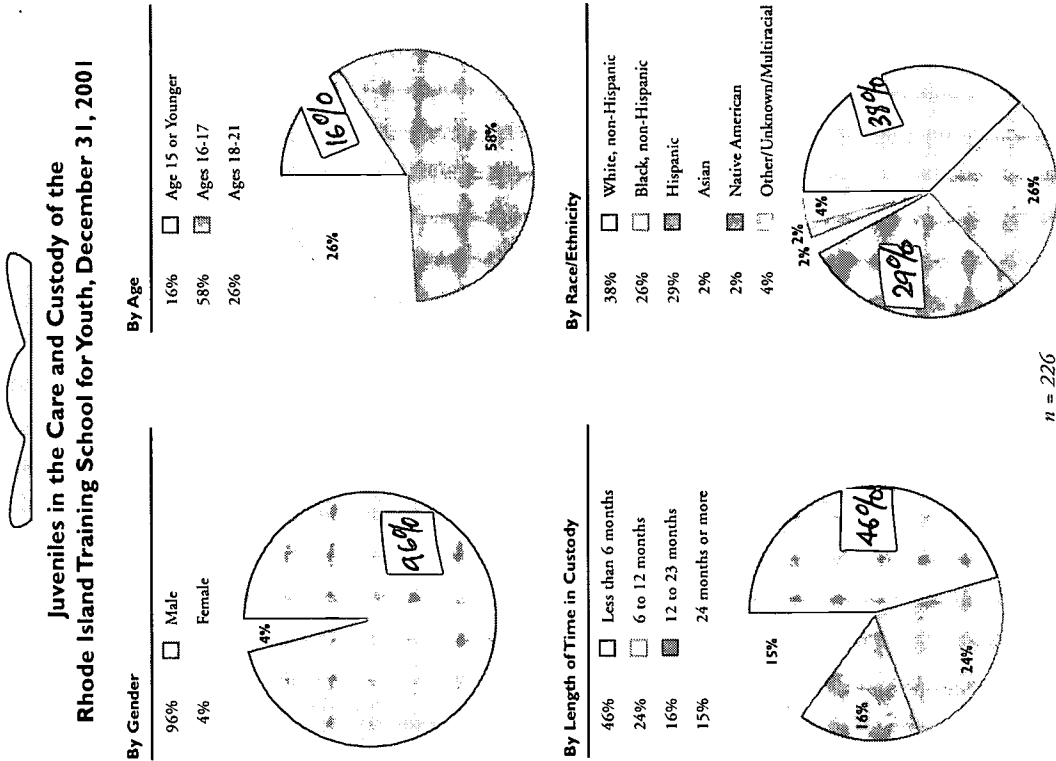 Juveniles in the Care and Custody of the
Rhode Island Training School for Youth, December 31, 2001
By Gender
96% Male
4% Female
4%
96%
By Age
16% Age 15 or Younger
58% Ages 16-17
26% Ages 18-21
26%
16%
58%
By Length of Time in Custody
46% Less than 6 months
24% 6 to 12 months
16% 12 to 23 months
15% 24 months or more
15%
46%
16%
24%
By Race/Ethnicity
38% White, non-Hispanic
26% Black, non-Hispanic
29% Hispanic
2% Asian
2% Native American
4% Other/Unknown/Multiracial
2% 2% 4%
38%
29%
26%
n = 226